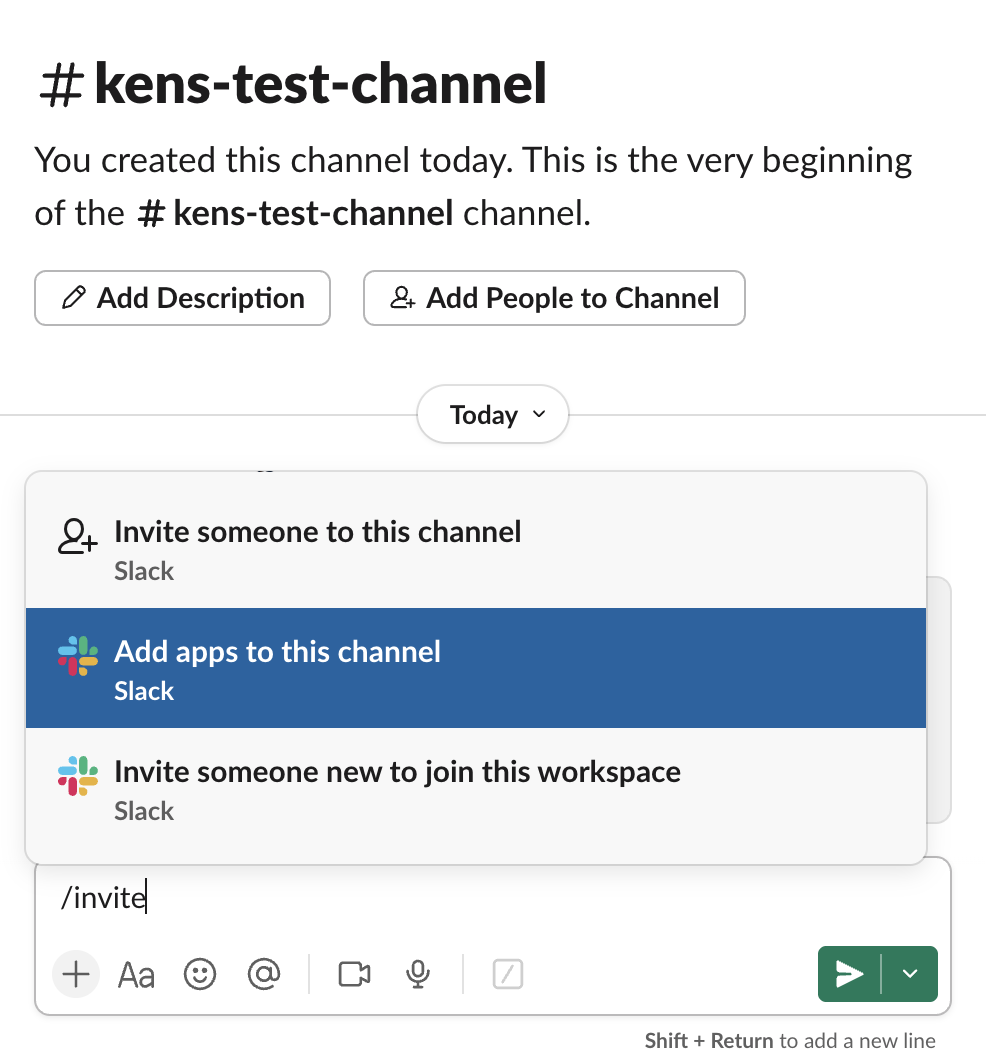 # kens-test-channel
You created this channel today. This is the very beginning
of the # kens-test-channel channel.
Add Description
Add People to Channel
Today
Invite someone to this channel
Slack
Add apps to this channel
Slack
Invite someone new to join this workspace
Slack
/invite
Aa
Shift + Return to add a new line